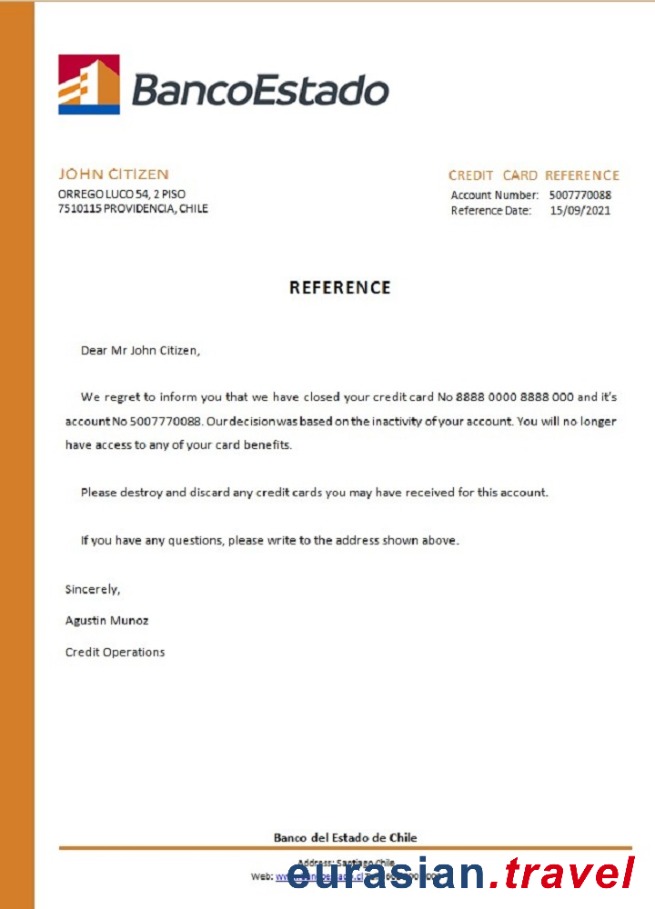 BancoEstado
JOHN CITIZEN
ORREGO LUCO 54, 2 PISO
7510115 PROVIDENCIA, CHILE
CREDIT CARD REFERENCE
Account Number: 5007770088
Reference Date: 15/09/2021
REFERENCE
Dear Mr John Citizen,
We regret to inform you that we have closed your credit card No 8888 0000 8888 000 and it's
account No 5007770088. Our decision was based on the inactivity of your account. You will no longer
have access to any of your card benefits.
Please destroy and discard any credit cards you may have received for this account.
If you have any questions, please write to the address shown above.
Sincerely,
Agustin Munoz
Credit Operations
Banco del Estado de Chile
Address: Santiago Chile
Web:
eurasian.travel